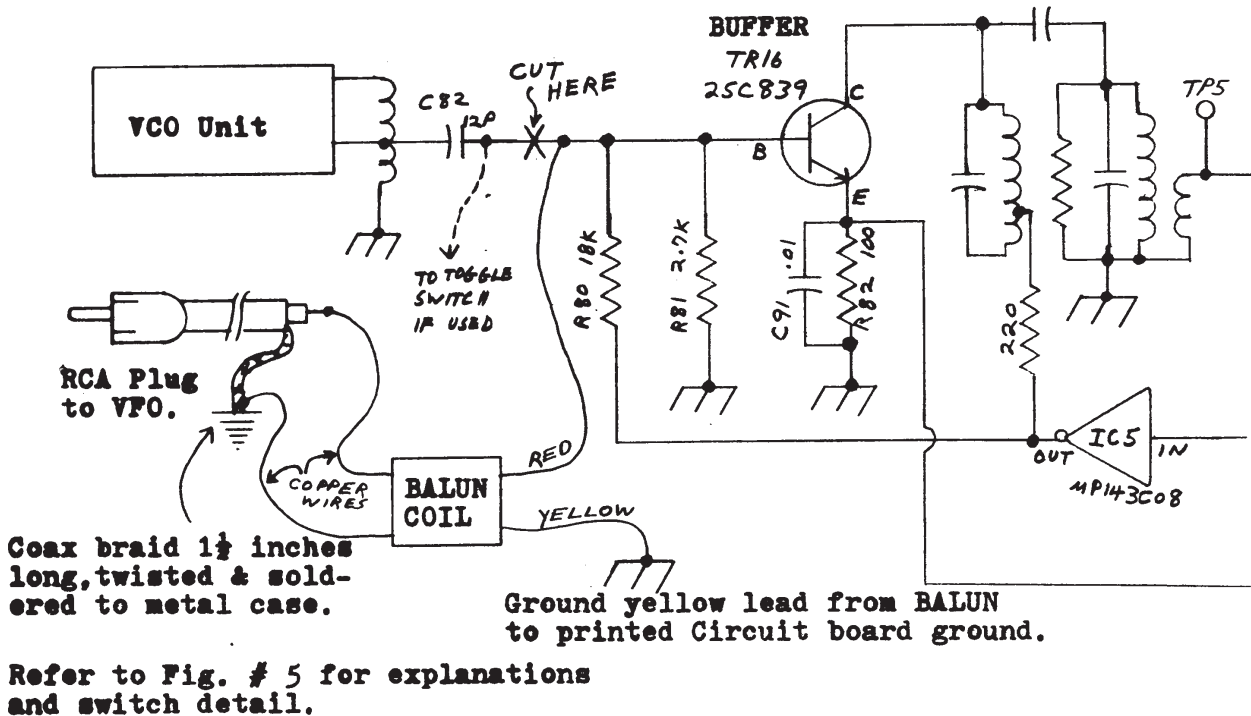 BUFFER
TR16
2SC839
C
B
E
VCO Unit
C82
12P
CUT
HERE
TO TOGGLE
SWITCH
IF USED
R80 18K
R81 2.7K
C91 .01
R82 100
220
TP5
RCA Plug
to VFO.
COPPER
WIRES
BALUN
COIL
RED
YELLOW
OUT
IC5
IN
MP143C08
Coax braid 1½ inches
long,twisted & sold-
ered to metal case.
Ground yellow lead from BALUN
to printed Circuit board ground.
Refer to Fig. # 5 for explanations
and switch detail.